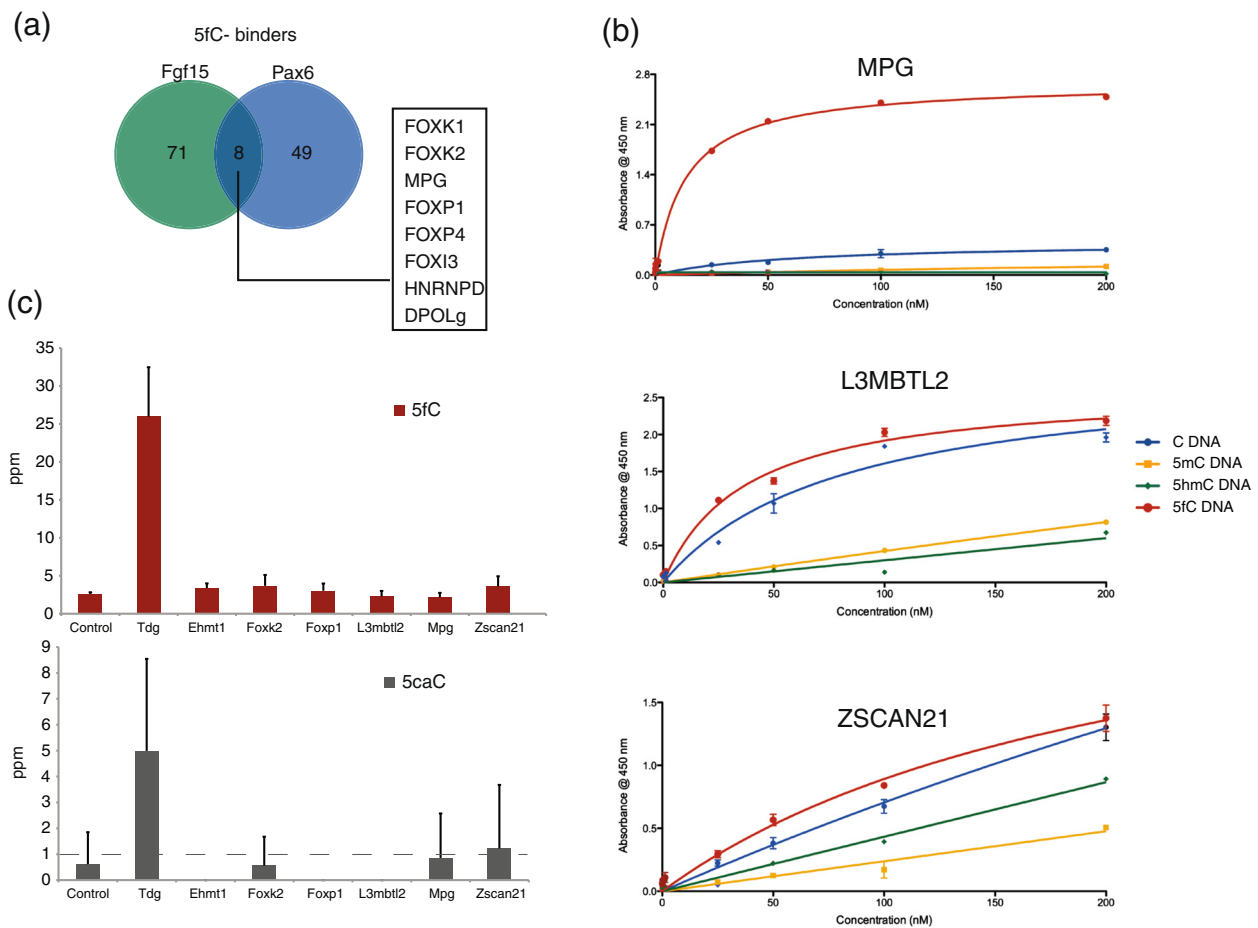 (a)
5fC- binders
Fgf15 Pax6
71 8 49
FOXK1
FOXK2
MPG
FOXP1
FOXP4
FOXI3
HNRNPD
DPOLg
(b)
MPG
Absorbance @ 450 nm
2.8
2.1
1.4
0.7
0.0
0 50 100 150 200
Concentration (nM)
L3MBTL2
Absorbance @ 450 nm
2.5
2.0
1.5
1.0
0.5
0.0
0 50 100 150 200
Concentration (nM)
C DNA
5mC DNA
5hmC DNA
5fC DNA
ZSCAN21
Absorbance @ 450 nm
1.5
1.0
0.5
0.0
0 50 100 150 200
Concentration (nM)
(c)
ppm
35
30
25
20
15
10
5
0
5fC
Control Tdg Ehmt1 Foxk2 Foxp1 L3mbtl2 Mpg Zscan21
ppm
9
8
7
6
5
4
3
2
1
0
5caC
Control Tdg Ehmt1 Foxk2 Foxp1 L3mbtl2 Mpg Zscan21